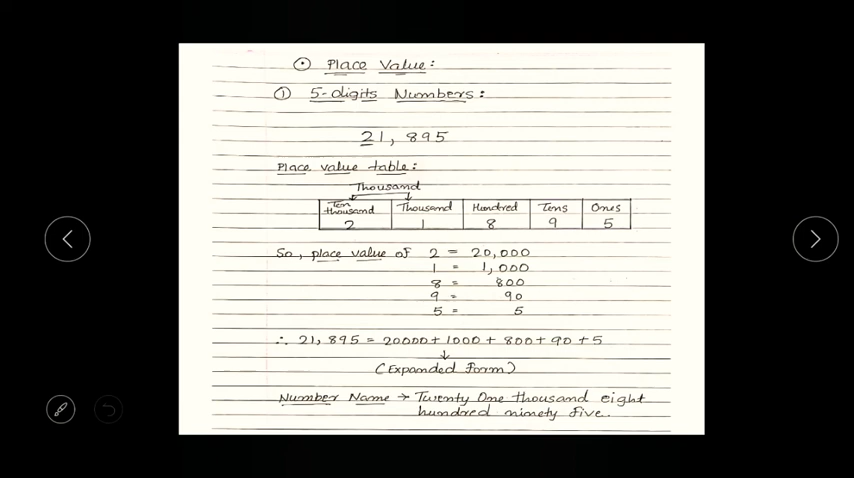 Place Value:
① 5-digits Numbers:
21, 895
Place value table:
Thousand
Ten thousand Thousand Hundred Tens Ones
2 1 8 9 5
So, place value of 2 = 20,000
1 = 1,000
8 = 800
9 = 90
5 = 5
∴ 21,895 = 20000 + 1000 + 800 + 90 + 5
↓
(Expanded form)
Number Name → Twenty One thousand eight
hundred ninety five.